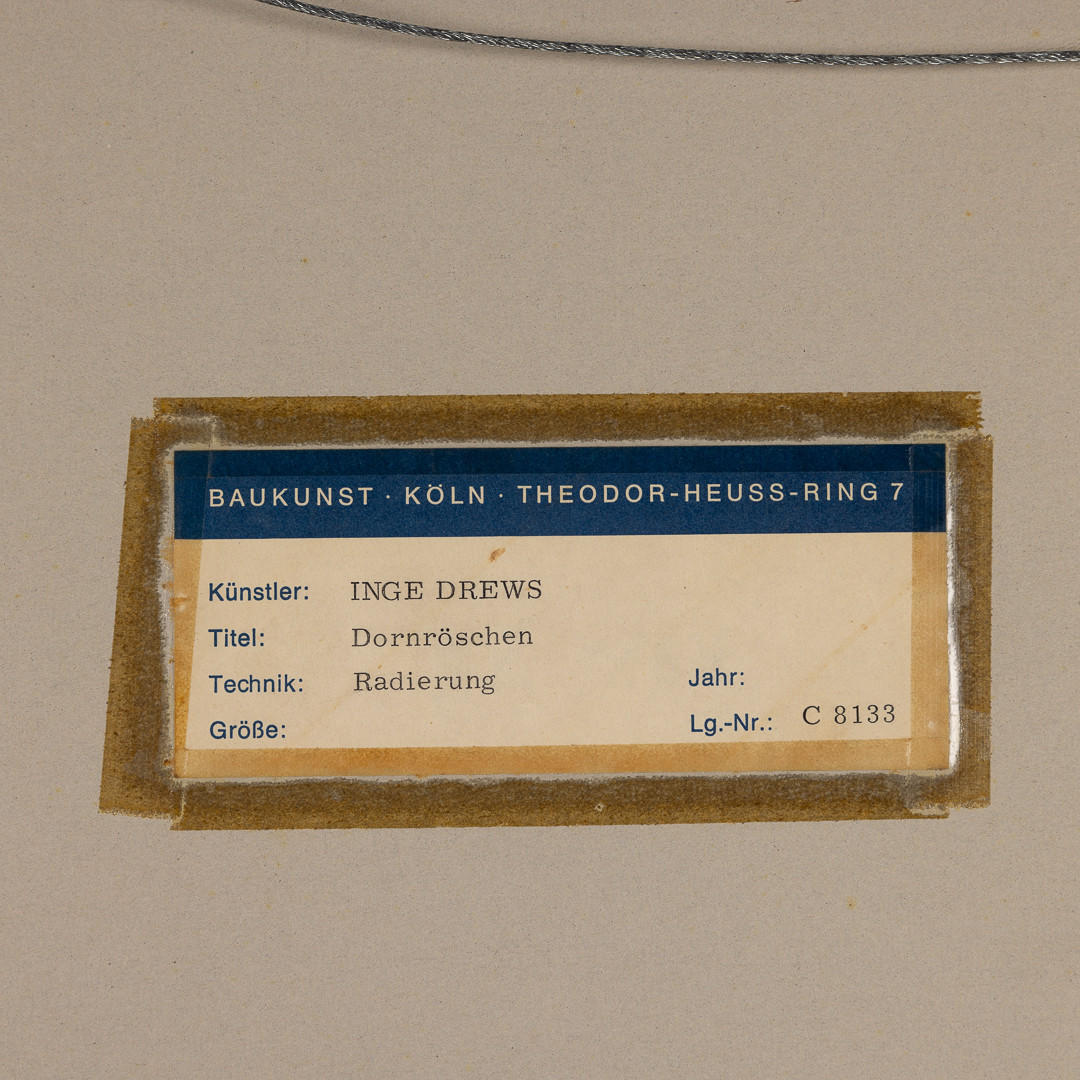 BAUKUNST · KÖLN · THEODOR-HEUSS-RING 7
Künstler: INGE DREWS
Titel: Dornröschen
Technik: Radierung Jahr:
Größe: Lg.-Nr.: C 8133